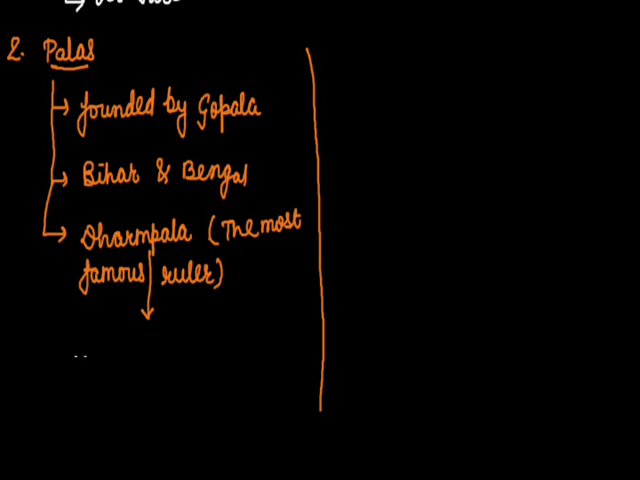 2. Palas
→ founded by Gopala
→ Bihar & Bengal
→ Dharmpala (The most
famous ruler)